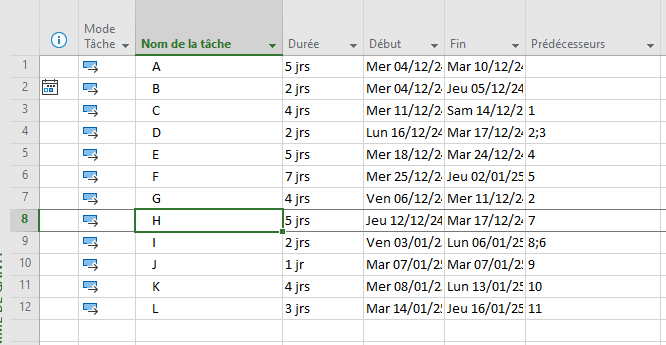 Mode Tâche Nom de la tâche Durée Début Fin Prédécesseurs
1 A 5 jrs Mer 04/12/24 Mar 10/12/24
2 B 2 jrs Mer 04/12/24 Jeu 05/12/24
3 C 4 jrs Mer 11/12/24 Sam 14/12/2 1
4 D 2 jrs Lun 16/12/24 Mar 17/12/24 2;3
5 E 5 jrs Mer 18/12/24 Mar 24/12/24 4
6 F 7 jrs Mer 25/12/24 Jeu 02/01/25 5
7 G 4 jrs Ven 06/12/24 Mer 11/12/24 2
8 H 5 jrs Jeu 12/12/24 Mar 17/12/24 7
9 I 2 jrs Ven 03/01/25 Lun 06/01/25 8;6
10 J 1 jr Mar 07/01/25 Mar 07/01/25 9
11 K 4 jrs Mer 08/01/25 Lun 13/01/25 10
12 L 3 jrs Mar 14/01/25 Jeu 16/01/25 11